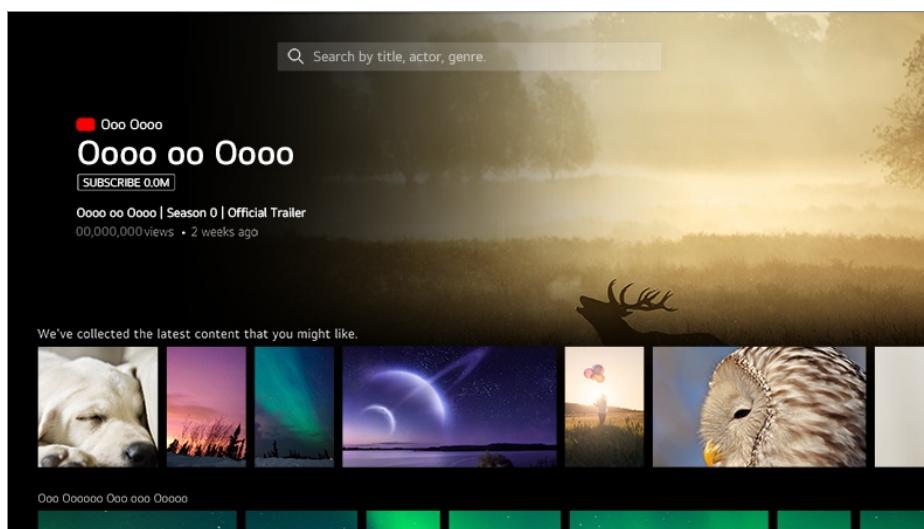 Search by title, actor, genre.
Ooo Oooo
Oooo oo Oooo
SUBSCRIBE 0.0M
Oooo oo Oooo | Season 0 | Official Trailer
00,000,000 views • 2 weeks ago
We've collected the latest content that you might like.
Ooo Oooooo Ooo ooo Ooooo